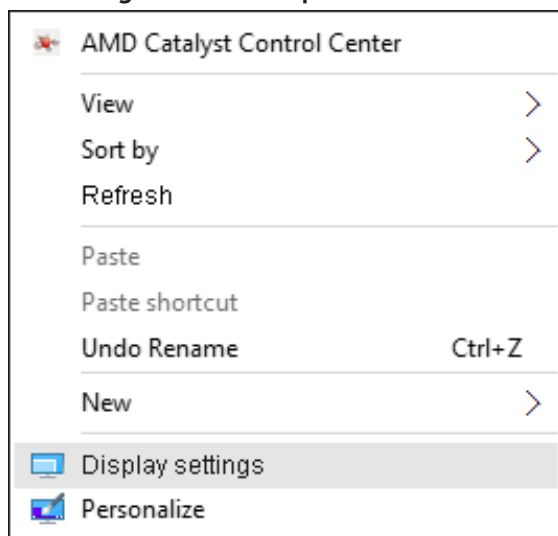 AMD Catalyst Control Center
View
Sort by
Refresh
Paste
Paste shortcut
Undo Rename Ctrl+Z
New
Display settings
Personalize